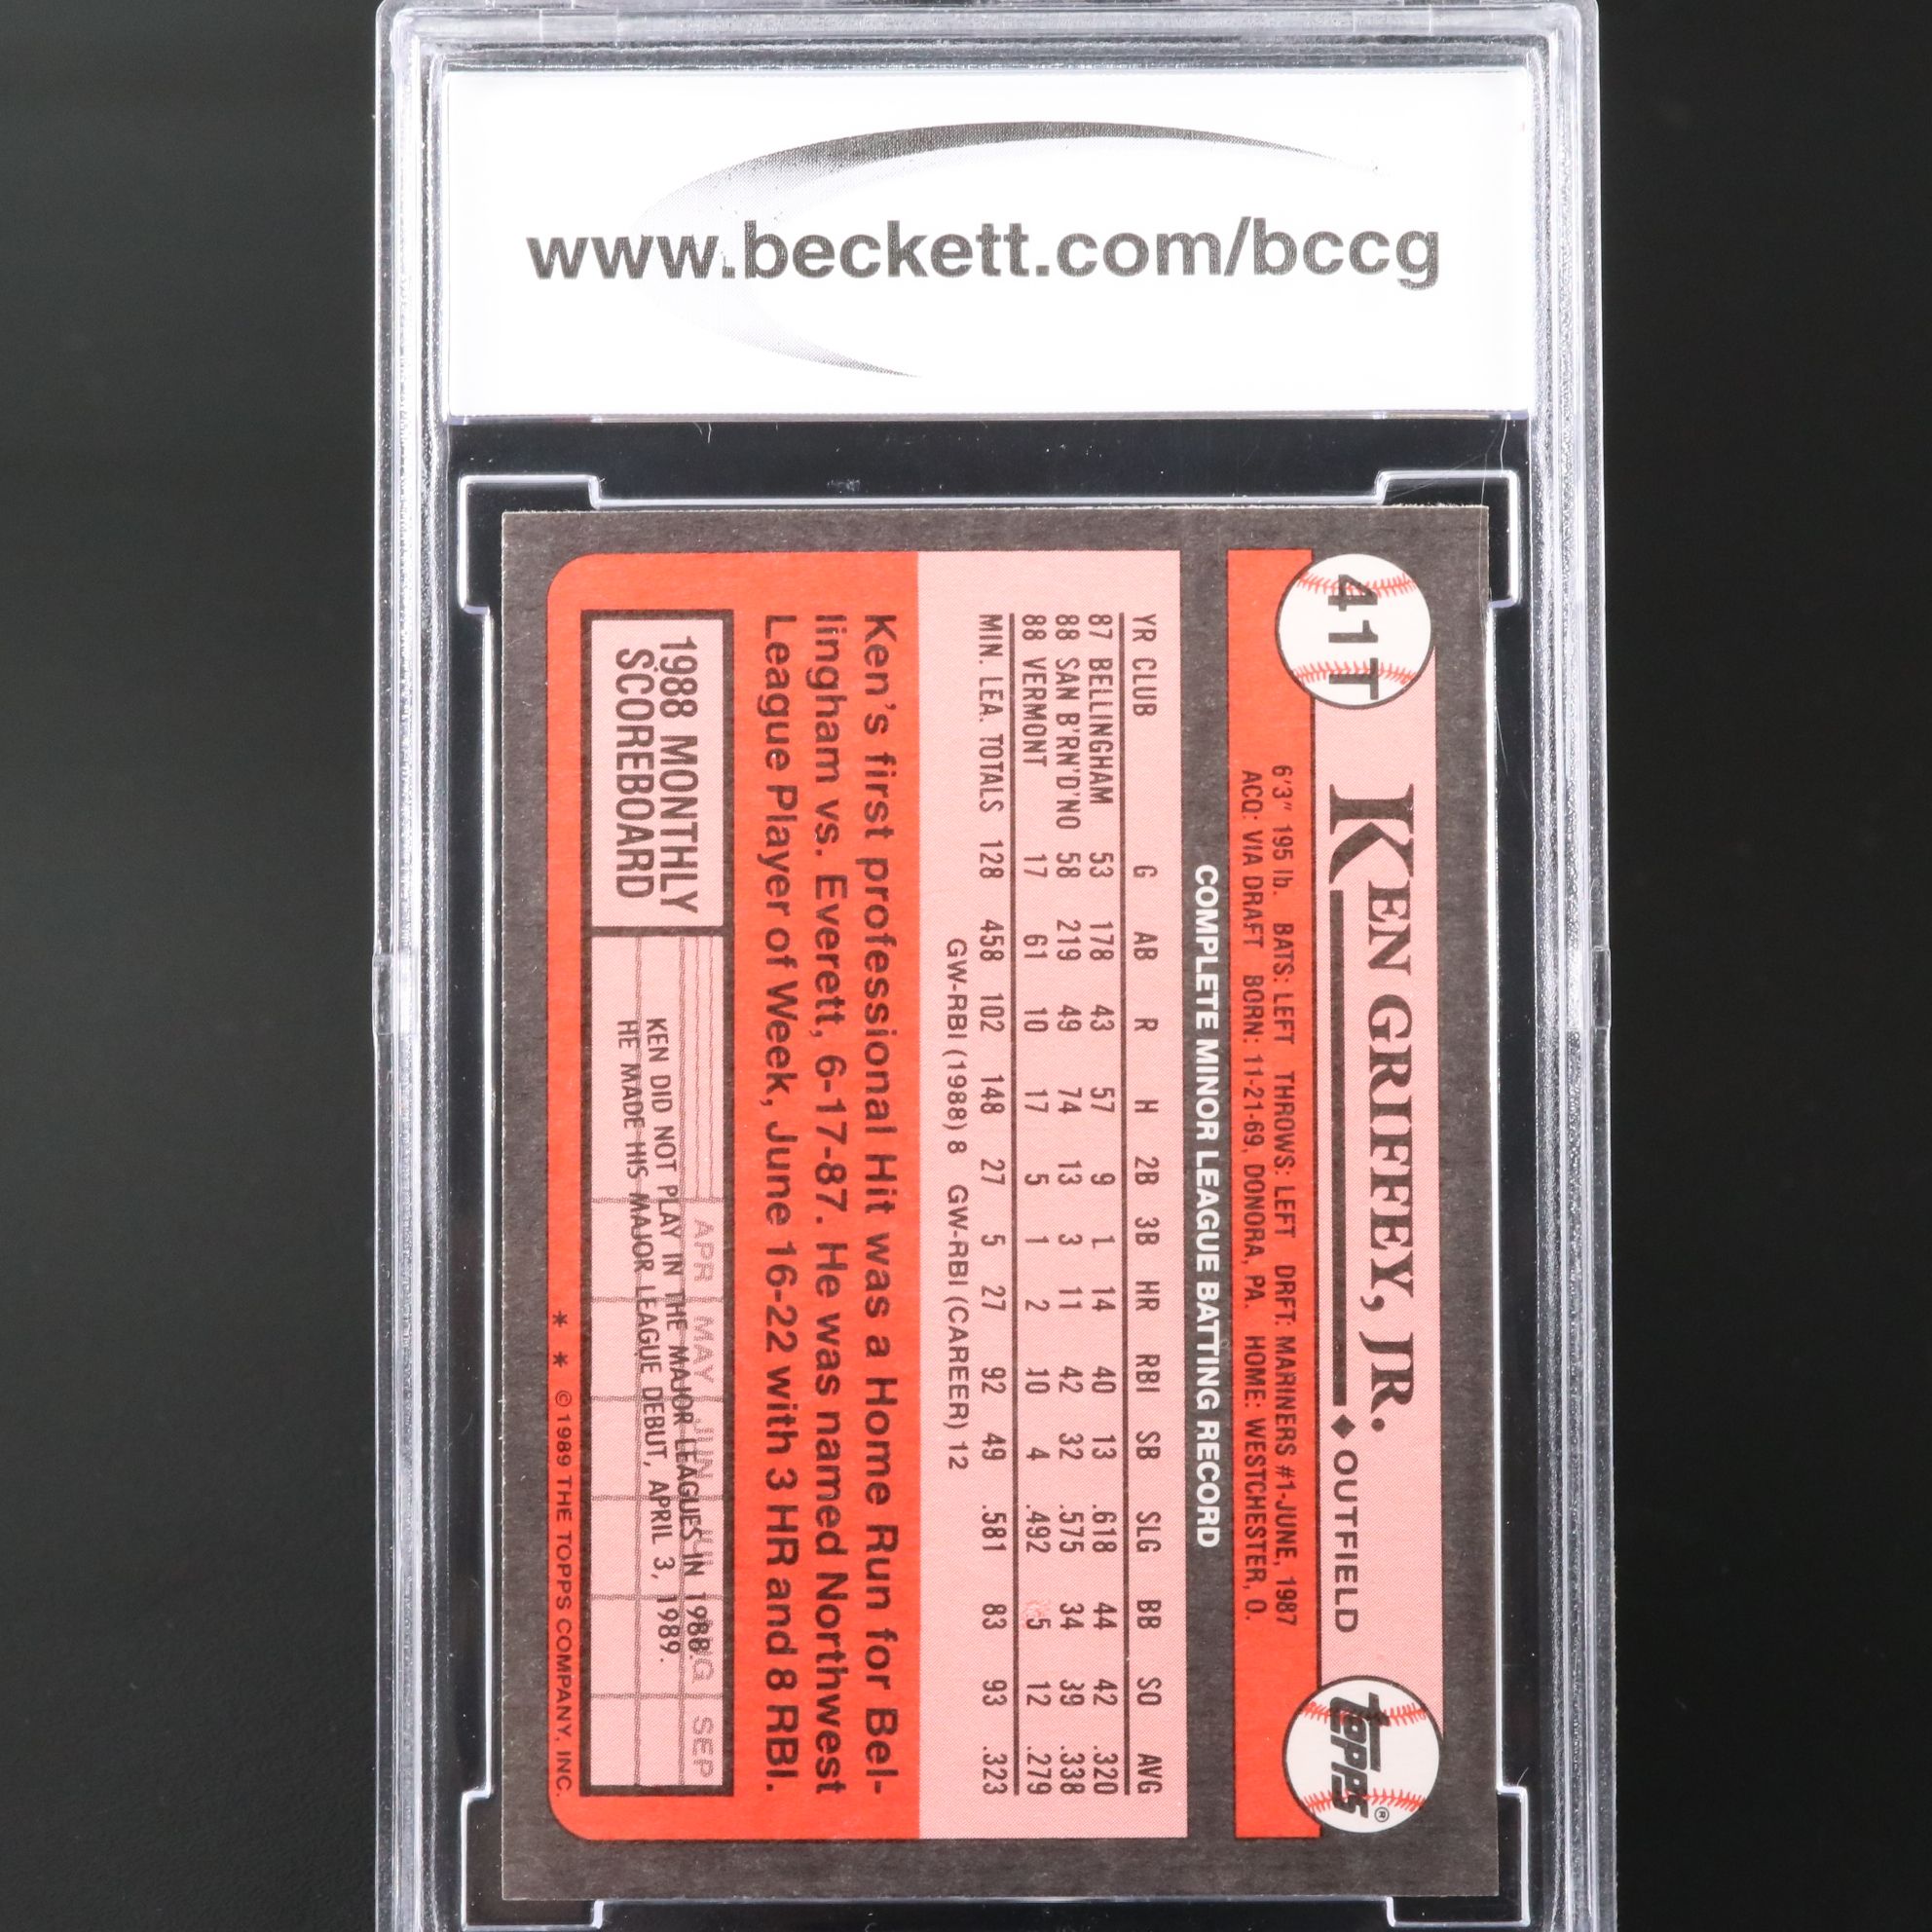 www.beckett.com/bccg
41T
KEN GRIFFEY, JR. ◆ OUTFIELD
TOPPS®
6'3" 195 lb. BATS: LEFT THROWS: LEFT DRFT: MARINERS #1-JUNE, 1987
ACQ: VIA DRAFT BORN: 11-21-69, DONORA, PA. HOME: WESTCHESTER, O.
COMPLETE MINOR LEAGUE BATTING RECORD
YR CLUB G AB R H 2B 3B HR RBI SB SLG BB SO AVG
87 BELLINGHAM 53 178 43 57 9 1 14 40 13 .618 44 42 .320
88 SAN B'RN'D'NO 58 219 49 74 13 3 11 42 32 .575 34 39 .338
88 VERMONT 17 61 10 17 5 1 2 10 4 .492 5 12 .279
MIN. LEA. TOTALS 128 458 102 148 27 5 27 92 49 .581 83 93 .323
GW-RBI (1988) 8 GW-RBI (CAREER) 12
Ken's first professional Hit was a Home Run for Bel-
lingham vs. Everett, 6-17-87. He was named Northwest
League Player of Week, June 16-22 with 3 HR and 8 RBI.
1988 MONTHLY
SCOREBOARD
APR MAY JUN JUL AUG SEP
KEN DID NOT PLAY IN THE MAJOR LEAGUES IN 1988.
HE MADE HIS MAJOR LEAGUE DEBUT, APRIL 3, 1989.
* * © 1989 THE TOPPS COMPANY, INC.